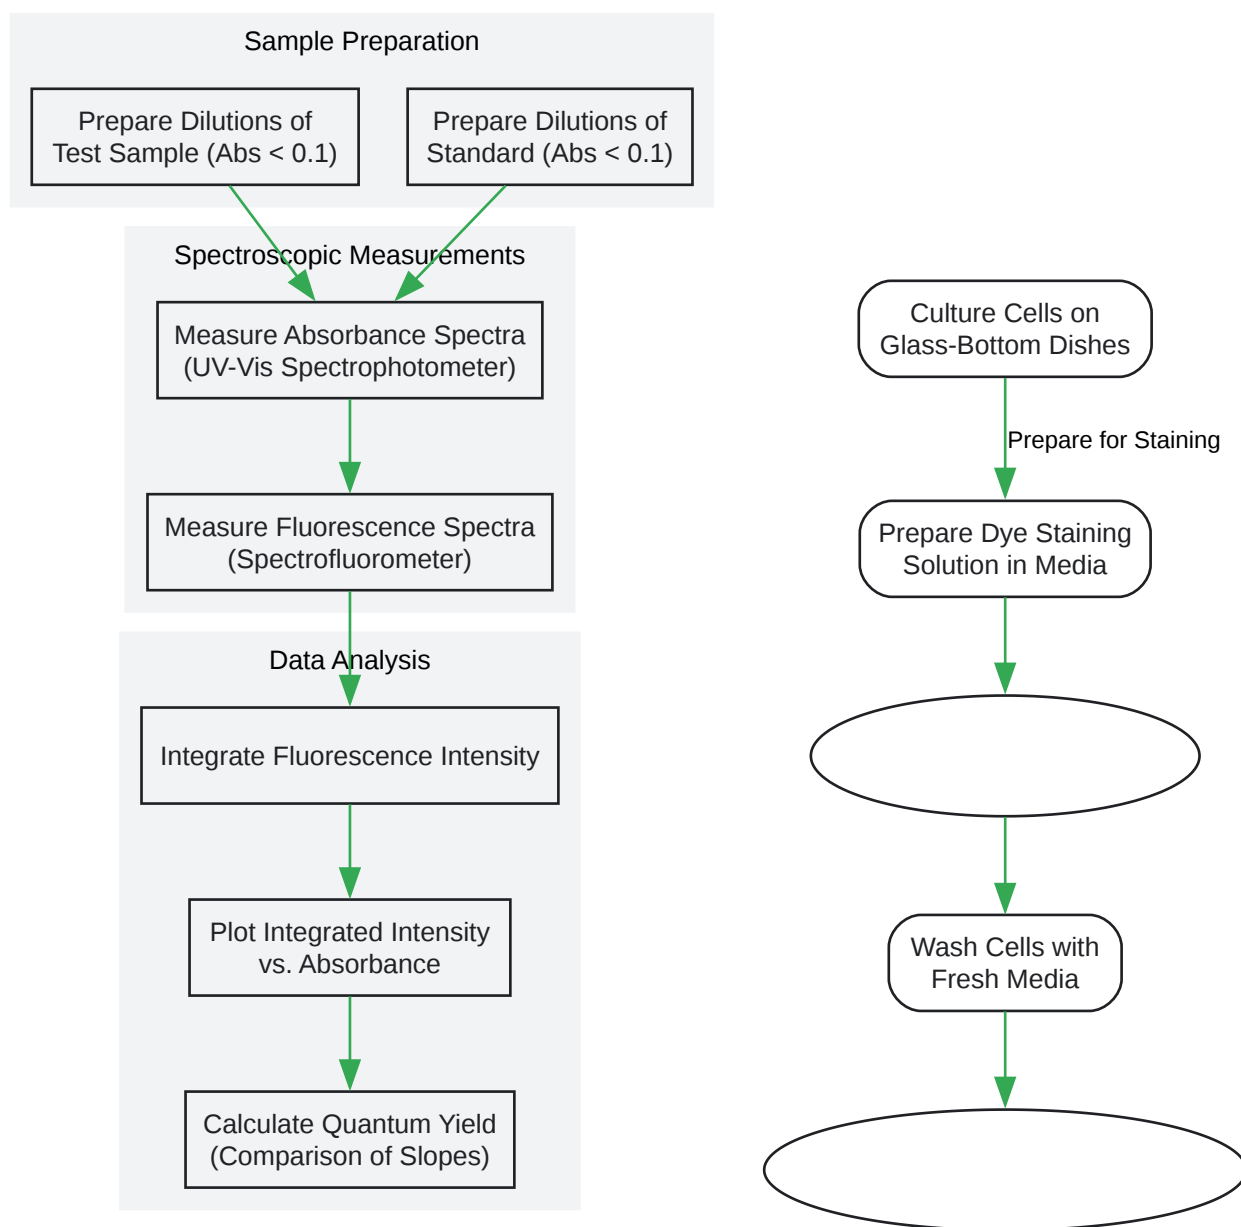 Sample Preparation
Prepare Dilutions of
Test Sample (Abs < 0.1)
Prepare Dilutions of
Standard (Abs < 0.1)
Spectroscopic Measurements
Measure Absorbance Spectra
(UV-Vis Spectrophotometer)
Measure Fluorescence Spectra
(Spectrofluorometer)
Data Analysis
Integrate Fluorescence Intensity
Plot Integrated Intensity
vs. Absorbance
Calculate Quantum Yield
(Comparison of Slopes)
Culture Cells on
Glass-Bottom Dishes
Prepare for Staining
Prepare Dye Staining
Solution in Media
Wash Cells with
Fresh Media